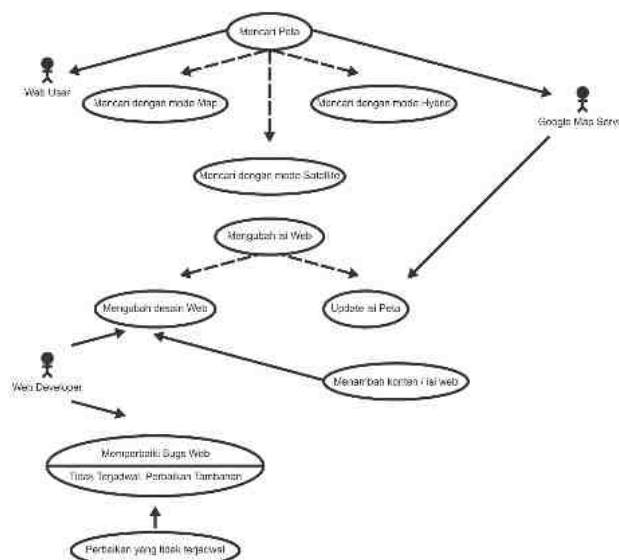 Mencari Peta
Web User
Mencari dengan mode Map
Mencari dengan mode Hybrid
Google Map Serv
Mencari dengan mode Satellite
Mengubah isi Web
Mengubah desain Web
Update isi Peta
Web Developer
Menambah konten / isi web
Memperbaiki Bugs Web
Tidak Terjadwal, Perbaikan Tambahan
Perbaikan yang tidak terjadwal